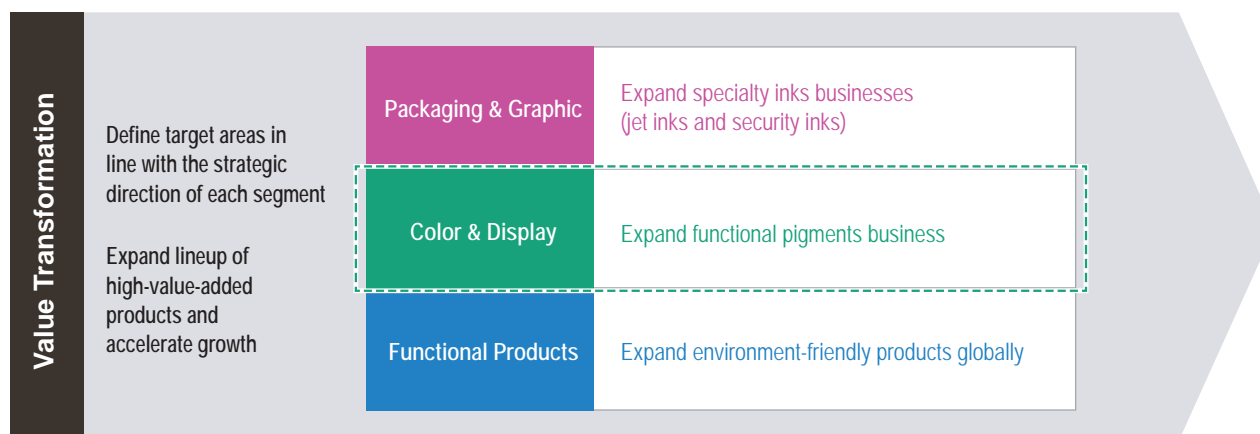 Value Transformation
Define target areas in
line with the strategic
direction of each segment
Expand lineup of
high-value-added
products and
accelerate growth
Packaging & Graphic
Expand specialty inks businesses
(jet inks and security inks)
Color & Display
Expand functional pigments business
Functional Products
Expand environment-friendly products globally